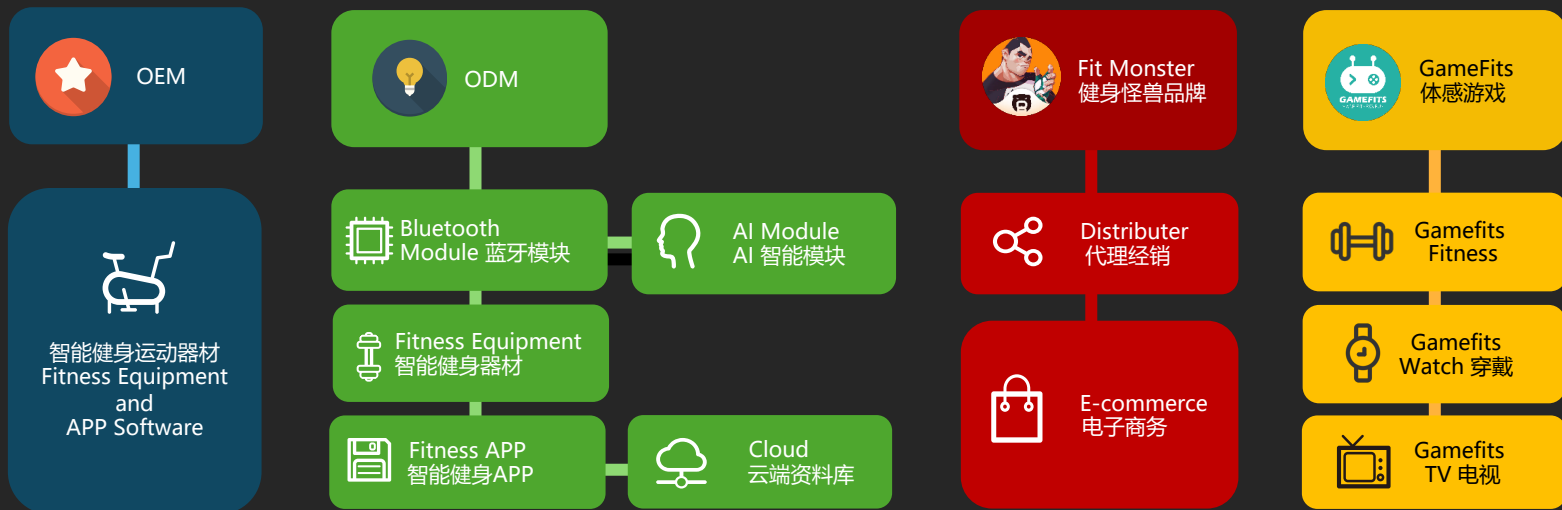 OEM
智能健身运动器材
Fitness Equipment
and
APP Software
ODM
Bluetooth
Module 蓝牙模块
AI Module
AI 智能模块
Fitness Equipment
智能健身器材
Fitness APP
智能健身APP
Cloud
云端资料库
Fit Monster
健身怪兽品牌
Distributer
代理经销
E-commerce
电子商务
GAMEFITS
GameFits
体感游戏
Gamefits
Fitness
Gamefits
Watch 穿戴
Gamefits
TV 电视